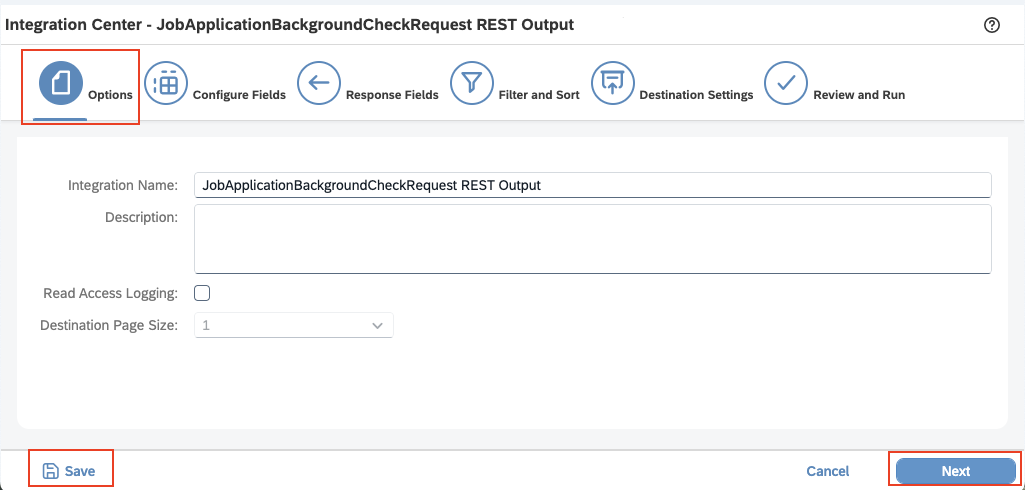 Integration Center - JobApplicationBackgroundCheckRequest REST Output
Options
Configure Fields
Response Fields
Filter and Sort
Destination Settings
Review and Run
Integration Name: JobApplicationBackgroundCheckRequest REST Output
Description:
Read Access Logging:
Destination Page Size: 1
Save
Cancel
Next